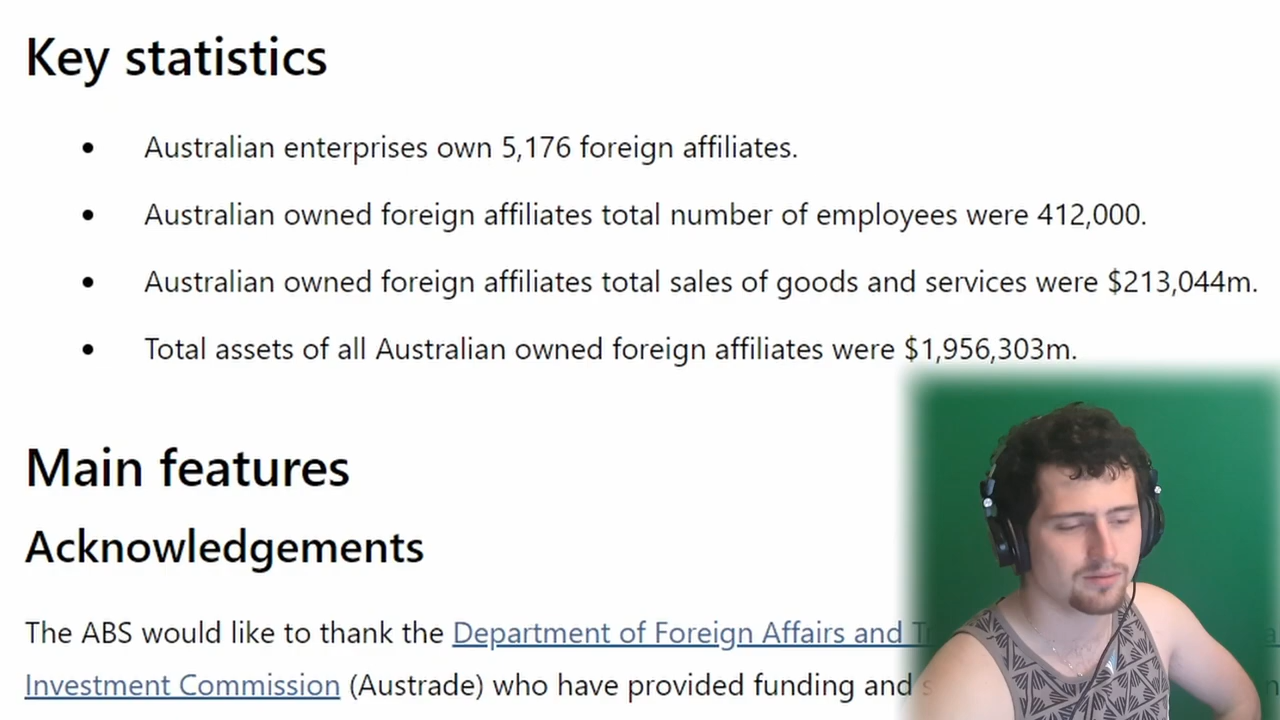 Key statistics
• Australian enterprises own 5,176 foreign affiliates.
• Australian owned foreign affiliates total number of employees were 412,000.
• Australian owned foreign affiliates total sales of goods and services were $213,044m.
• Total assets of all Australian owned foreign affiliates were $1,956,303m.
Main features
Acknowledgements
The ABS would like to thank the Department of Foreign Affairs and
Investment Commission (Austrade) who have provided funding and